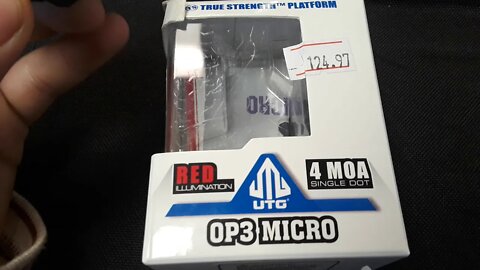 ® TRUE STRENGTH™ PLATFORM
124.97
RED
ILLUMINATION
UTG®
4 MOA
SINGLE DOT
OP3 MICRO